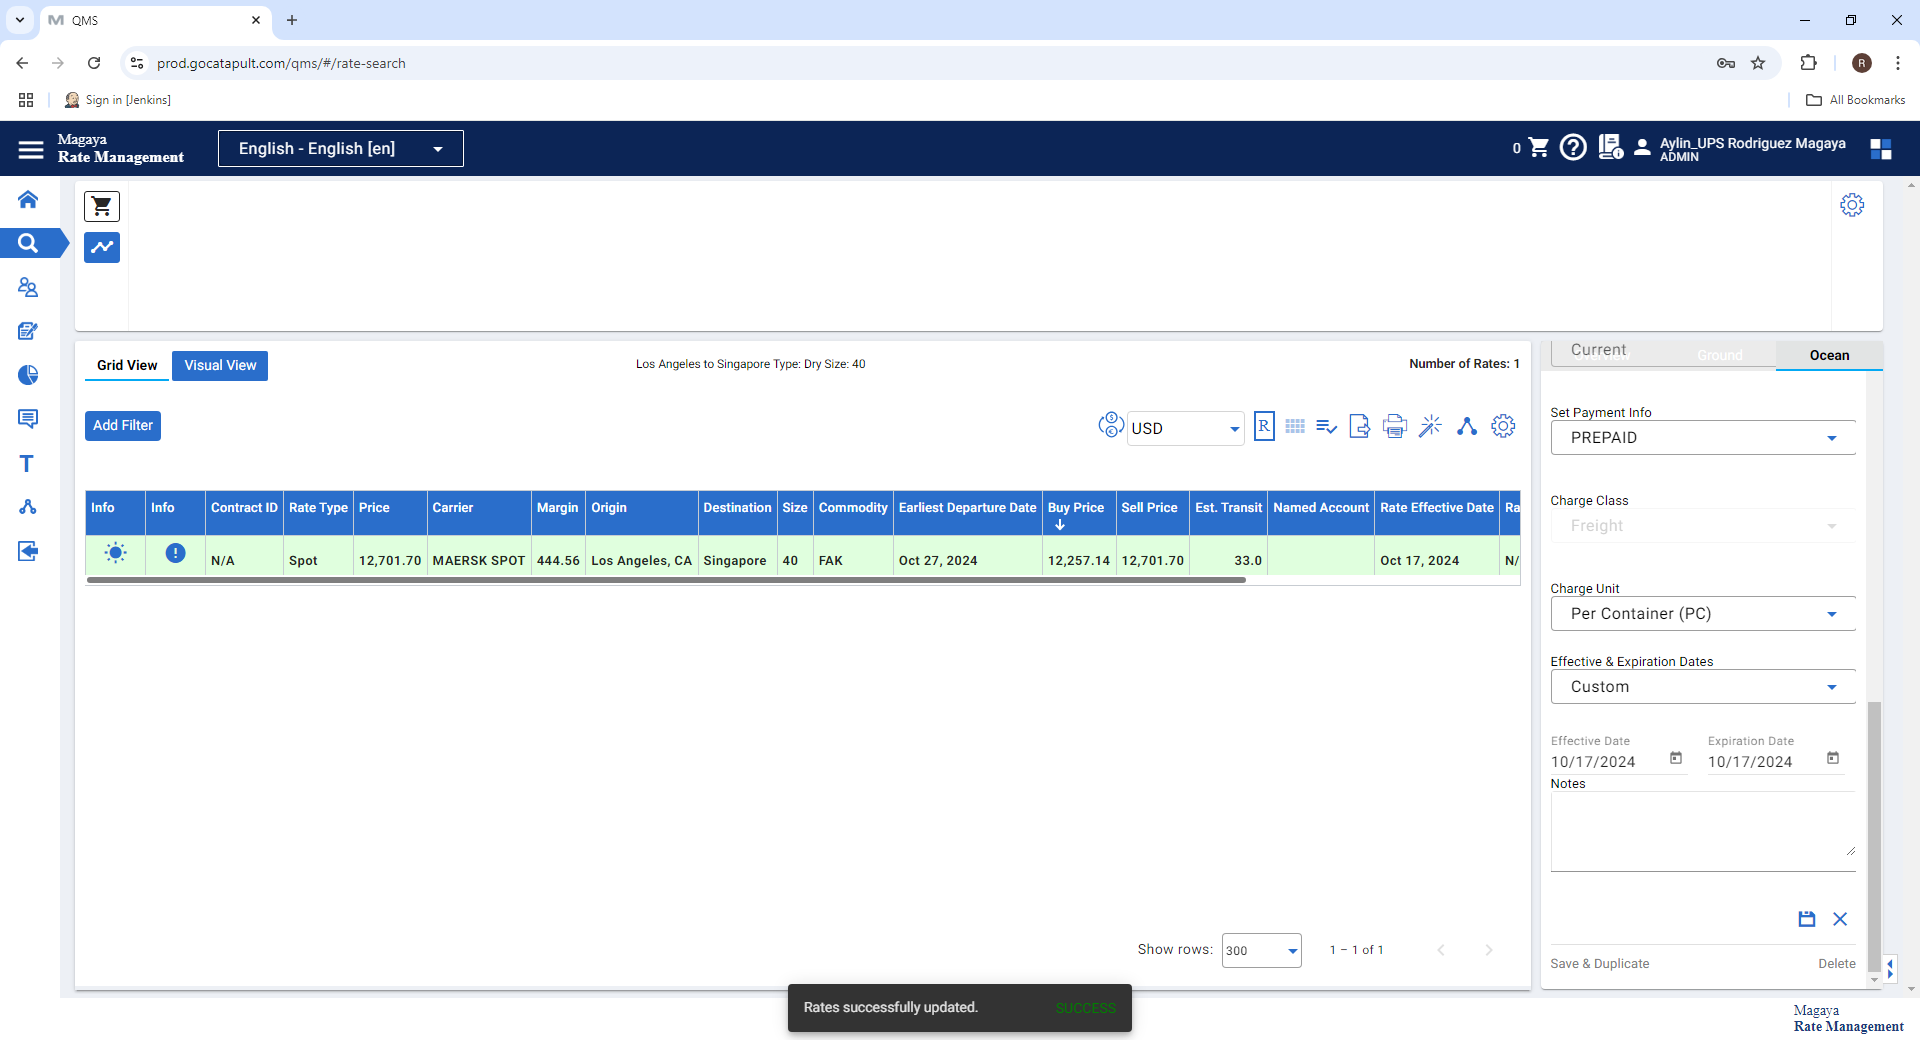 QMS
prod.gocatapult.com/qms/#/rate-search
R
Sign in [Jenkins]
All Bookmarks
Magaya
Rate Management
English - English [en]
0
Aylin_UPS Rodriguez Magaya
ADMIN
Grid View
Visual View
Los Angeles to Singapore Type: Dry Size: 40
Number of Rates: 1
Add Filter
USD
R
Info Info Contract ID Rate Type Price Carrier Margin Origin Destination Size Commodity Earliest Departure Date Buy Price Sell Price Est. Transit Named Account Rate Effective Date Ra
N/A Spot 12,701.70 MAERSK SPOT 444.56 Los Angeles, CA Singapore 40 FAK Oct 27, 2024 12,257.14 12,701.70 33.0 Oct 17, 2024 N/
Show rows: 300 1 – 1 of 1
Current
Ground
Ocean
Set Payment Info
PREPAID
Charge Class
Freight
Charge Unit
Per Container (PC)
Effective & Expiration Dates
Custom
Effective Date Expiration Date
10/17/2024 10/17/2024
Notes
Save & Duplicate Delete
Rates successfully updated. SUCCESS
Magaya
Rate Management